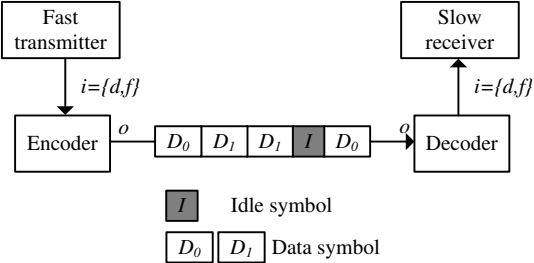 Fast transmitter
Slow receiver
i={d,f}
i={d,f}
Encoder
o
D0 D1 D1 I D0
o
Decoder
I Idle symbol
D0 D1 Data symbol